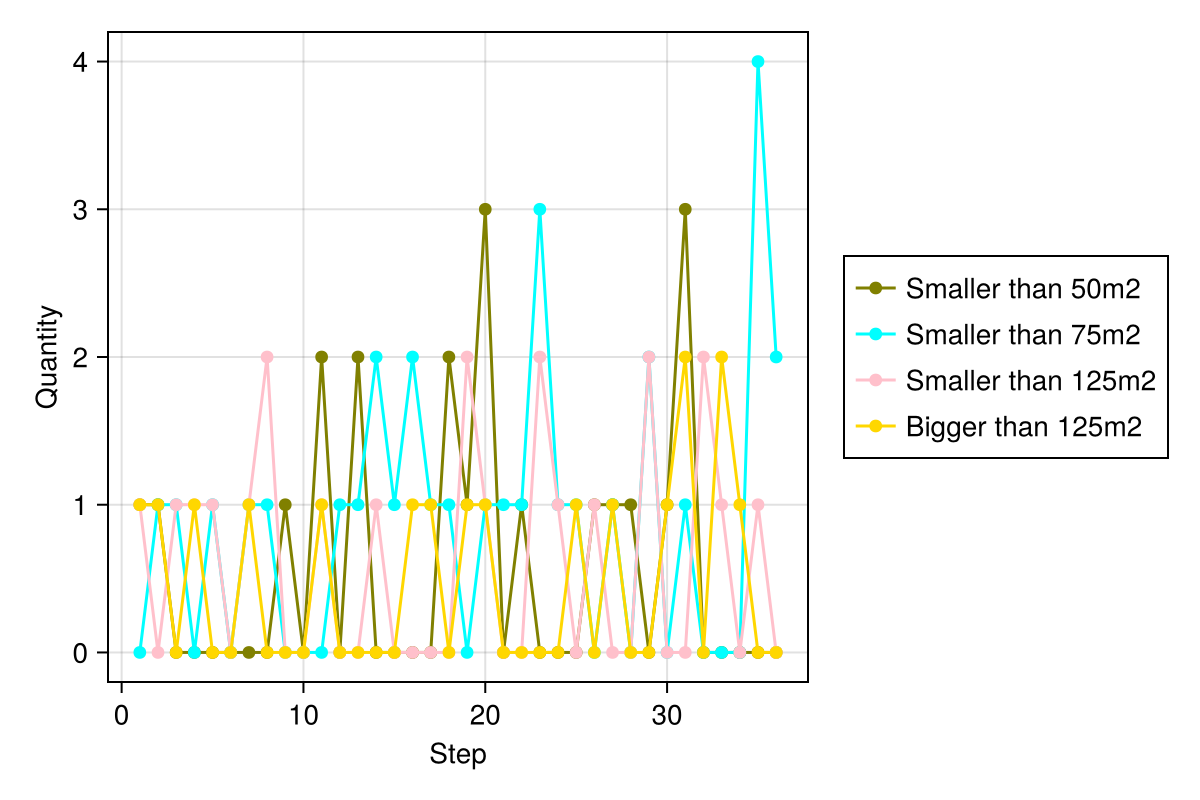 4
3
2
1
0
Quantity
0 10 20 30
Step
Smaller than 50m2
Smaller than 75m2
Smaller than 125m2
Bigger than 125m2